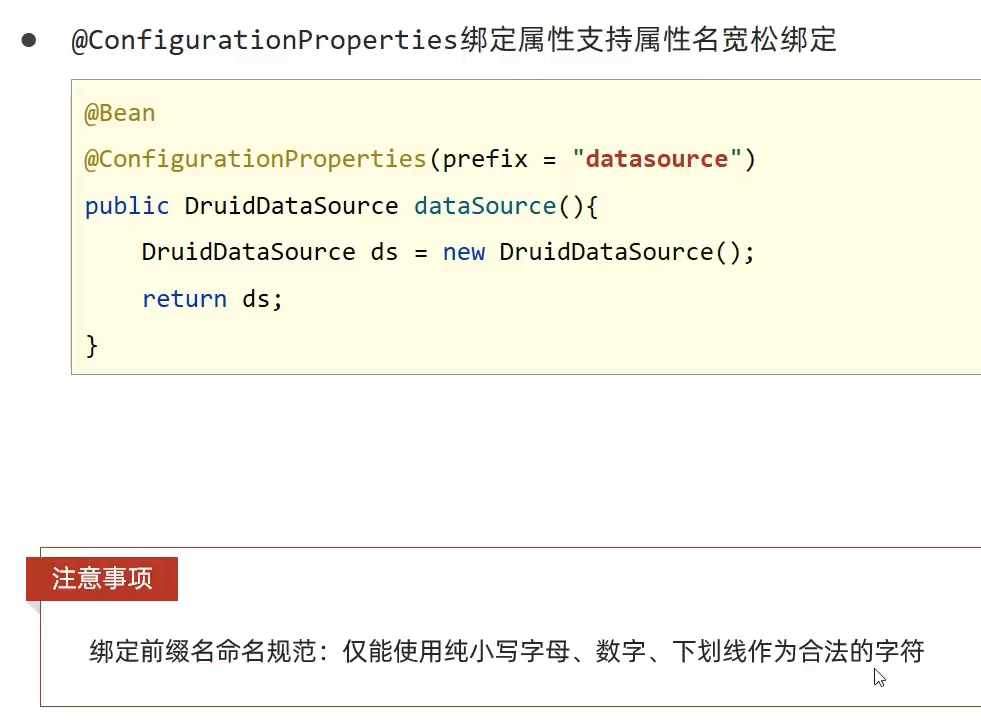 @ConfigurationProperties绑定属性支持属性名宽松绑定
@Bean
@ConfigurationProperties(prefix = "datasource")
public DruidDataSource dataSource(){
    DruidDataSource ds = new DruidDataSource();
    return ds;
}
注意事项
绑定前缀名命名规范：仅能使用纯小写字母、数字、下划线作为合法的字符